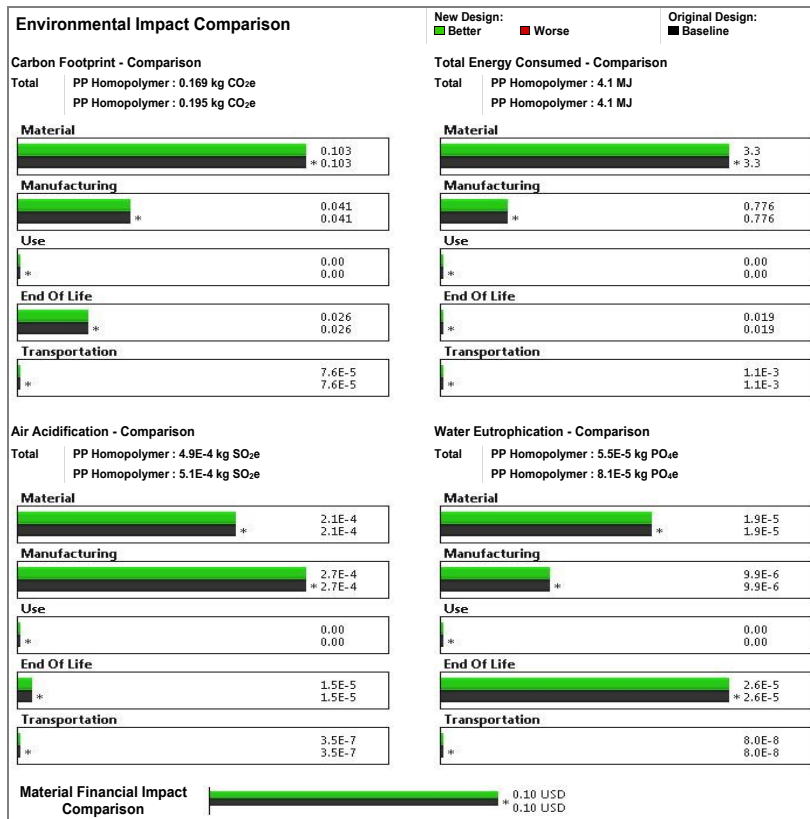 Environmental Impact Comparison
New Design:
Better Worse
Original Design:
Baseline
Carbon Footprint - Comparison
Total PP Homopolymer : 0.169 kg CO₂e
PP Homopolymer : 0.195 kg CO₂e
Material
0.103
* 0.103
Manufacturing
0.041
* 0.041
Use
0.00
* 0.00
End Of Life
0.026
* 0.026
Transportation
7.6E-5
* 7.6E-5
Total Energy Consumed - Comparison
Total PP Homopolymer : 4.1 MJ
PP Homopolymer : 4.1 MJ
Material
3.3
* 3.3
Manufacturing
0.776
* 0.776
Use
0.00
* 0.00
End Of Life
0.019
* 0.019
Transportation
1.1E-3
* 1.1E-3
Air Acidification - Comparison
Total PP Homopolymer : 4.9E-4 kg SO₂e
PP Homopolymer : 5.1E-4 kg SO₂e
Material
2.1E-4
* 2.1E-4
Manufacturing
2.7E-4
* 2.7E-4
Use
0.00
* 0.00
End Of Life
1.5E-5
* 1.5E-5
Transportation
3.5E-7
* 3.5E-7
Water Eutrophication - Comparison
Total PP Homopolymer : 5.5E-5 kg PO₄e
PP Homopolymer : 8.1E-5 kg PO₄e
Material
1.9E-5
* 1.9E-5
Manufacturing
9.9E-6
* 9.9E-6
Use
0.00
* 0.00
End Of Life
2.6E-5
* 2.6E-5
Transportation
8.0E-8
* 8.0E-8
Material Financial Impact
Comparison
0.10 USD
* 0.10 USD